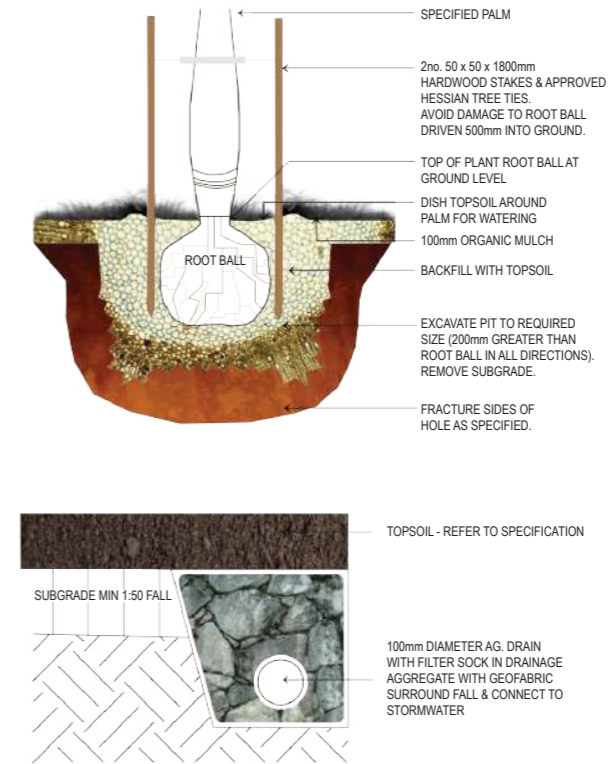 SPECIFIED PALM
2no. 50 x 50 x 1800mm
HARDWOOD STAKES & APPROVED
HESSIAN TREE TIES.
AVOID DAMAGE TO ROOT BALL
DRIVEN 500mm INTO GROUND.
TOP OF PLANT ROOT BALL AT
GROUND LEVEL
DISH TOPSOIL AROUND
PALM FOR WATERING
100mm ORGANIC MULCH
ROOT BALL
BACKFILL WITH TOPSOIL
EXCAVATE PIT TO REQUIRED
SIZE (200mm GREATER THAN
ROOT BALL IN ALL DIRECTIONS).
REMOVE SUBGRADE.
FRACTURE SIDES OF
HOLE AS SPECIFIED.
TOPSOIL - REFER TO SPECIFICATION
SUBGRADE MIN 1:50 FALL
100mm DIAMETER AG. DRAIN
WITH FILTER SOCK IN DRAINAGE
AGGREGATE WITH GEOFABRIC
SURROUND FALL & CONNECT TO
STORMWATER